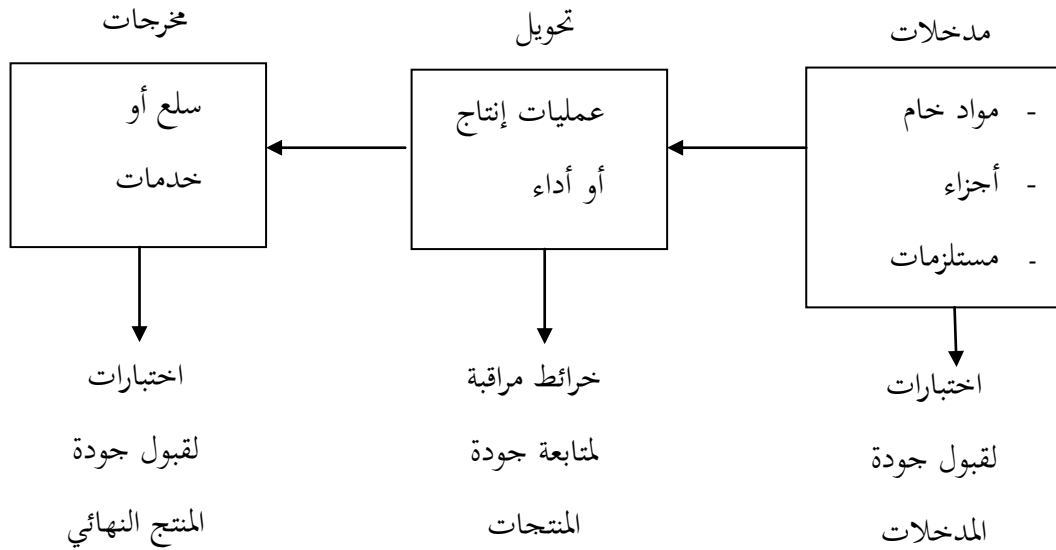 مدخلات
- مواد خام
- أجزاء
- مستلزمات
اختبارات
لقبول جودة
المدخلات
تحويل
عمليات إنتاج
أو أداء
خرائط مراقبة
لمتابعة جودة
المنتجات
مخرجات
سلع أو
خدمات
اختبارات
لقبول جودة
المنتج النهائي